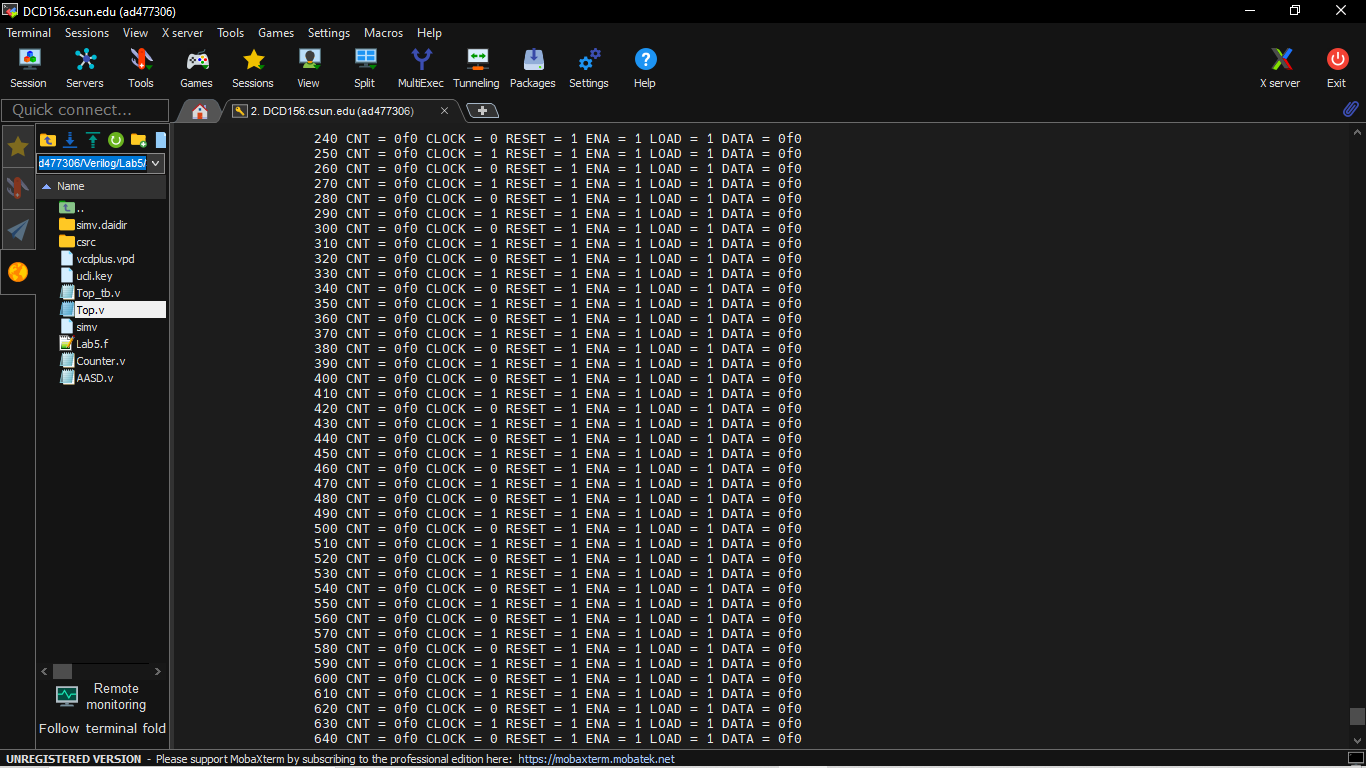 DCD156.csun.edu (ad477306)
Terminal Sessions View X server Tools Games Settings Macros Help
Session Servers Tools Games Sessions View Split MultiExec Tunneling Packages Settings Help X server Exit
Quick connect...
2. DCD156.csun.edu (ad477306)
d477306/Verilog/Lab5/
Name
..
simv.daidir
csrc
vcdplus.vpd
ucli.key
Top_tb.v
Top.v
simv
Lab5.f
Counter.v
AASD.v
Remote
monitoring
Follow terminal fold
240 CNT = 0f0 CLOCK = 0 RESET = 1 ENA = 1 LOAD = 1 DATA = 0f0
250 CNT = 0f0 CLOCK = 1 RESET = 1 ENA = 1 LOAD = 1 DATA = 0f0
260 CNT = 0f0 CLOCK = 0 RESET = 1 ENA = 1 LOAD = 1 DATA = 0f0
270 CNT = 0f0 CLOCK = 1 RESET = 1 ENA = 1 LOAD = 1 DATA = 0f0
280 CNT = 0f0 CLOCK = 0 RESET = 1 ENA = 1 LOAD = 1 DATA = 0f0
290 CNT = 0f0 CLOCK = 1 RESET = 1 ENA = 1 LOAD = 1 DATA = 0f0
300 CNT = 0f0 CLOCK = 0 RESET = 1 ENA = 1 LOAD = 1 DATA = 0f0
310 CNT = 0f0 CLOCK = 1 RESET = 1 ENA = 1 LOAD = 1 DATA = 0f0
320 CNT = 0f0 CLOCK = 0 RESET = 1 ENA = 1 LOAD = 1 DATA = 0f0
330 CNT = 0f0 CLOCK = 1 RESET = 1 ENA = 1 LOAD = 1 DATA = 0f0
340 CNT = 0f0 CLOCK = 0 RESET = 1 ENA = 1 LOAD = 1 DATA = 0f0
350 CNT = 0f0 CLOCK = 1 RESET = 1 ENA = 1 LOAD = 1 DATA = 0f0
360 CNT = 0f0 CLOCK = 0 RESET = 1 ENA = 1 LOAD = 1 DATA = 0f0
370 CNT = 0f0 CLOCK = 1 RESET = 1 ENA = 1 LOAD = 1 DATA = 0f0
380 CNT = 0f0 CLOCK = 0 RESET = 1 ENA = 1 LOAD = 1 DATA = 0f0
390 CNT = 0f0 CLOCK = 1 RESET = 1 ENA = 1 LOAD = 1 DATA = 0f0
400 CNT = 0f0 CLOCK = 0 RESET = 1 ENA = 1 LOAD = 1 DATA = 0f0
410 CNT = 0f0 CLOCK = 1 RESET = 1 ENA = 1 LOAD = 1 DATA = 0f0
420 CNT = 0f0 CLOCK = 0 RESET = 1 ENA = 1 LOAD = 1 DATA = 0f0
430 CNT = 0f0 CLOCK = 1 RESET = 1 ENA = 1 LOAD = 1 DATA = 0f0
440 CNT = 0f0 CLOCK = 0 RESET = 1 ENA = 1 LOAD = 1 DATA = 0f0
450 CNT = 0f0 CLOCK = 1 RESET = 1 ENA = 1 LOAD = 1 DATA = 0f0
460 CNT = 0f0 CLOCK = 0 RESET = 1 ENA = 1 LOAD = 1 DATA = 0f0
470 CNT = 0f0 CLOCK = 1 RESET = 1 ENA = 1 LOAD = 1 DATA = 0f0
480 CNT = 0f0 CLOCK = 0 RESET = 1 ENA = 1 LOAD = 1 DATA = 0f0
490 CNT = 0f0 CLOCK = 1 RESET = 1 ENA = 1 LOAD = 1 DATA = 0f0
500 CNT = 0f0 CLOCK = 0 RESET = 1 ENA = 1 LOAD = 1 DATA = 0f0
510 CNT = 0f0 CLOCK = 1 RESET = 1 ENA = 1 LOAD = 1 DATA = 0f0
520 CNT = 0f0 CLOCK = 0 RESET = 1 ENA = 1 LOAD = 1 DATA = 0f0
530 CNT = 0f0 CLOCK = 1 RESET = 1 ENA = 1 LOAD = 1 DATA = 0f0
540 CNT = 0f0 CLOCK = 0 RESET = 1 ENA = 1 LOAD = 1 DATA = 0f0
550 CNT = 0f0 CLOCK = 1 RESET = 1 ENA = 1 LOAD = 1 DATA = 0f0
560 CNT = 0f0 CLOCK = 0 RESET = 1 ENA = 1 LOAD = 1 DATA = 0f0
570 CNT = 0f0 CLOCK = 1 RESET = 1 ENA = 1 LOAD = 1 DATA = 0f0
580 CNT = 0f0 CLOCK = 0 RESET = 1 ENA = 1 LOAD = 1 DATA = 0f0
590 CNT = 0f0 CLOCK = 1 RESET = 1 ENA = 1 LOAD = 1 DATA = 0f0
600 CNT = 0f0 CLOCK = 0 RESET = 1 ENA = 1 LOAD = 1 DATA = 0f0
610 CNT = 0f0 CLOCK = 1 RESET = 1 ENA = 1 LOAD = 1 DATA = 0f0
620 CNT = 0f0 CLOCK = 0 RESET = 1 ENA = 1 LOAD = 1 DATA = 0f0
630 CNT = 0f0 CLOCK = 1 RESET = 1 ENA = 1 LOAD = 1 DATA = 0f0
640 CNT = 0f0 CLOCK = 0 RESET = 1 ENA = 1 LOAD = 1 DATA = 0f0
UNREGISTERED VERSION - Please support MobaXterm by subscribing to the professional edition here: https://mobaxterm.mobatek.net